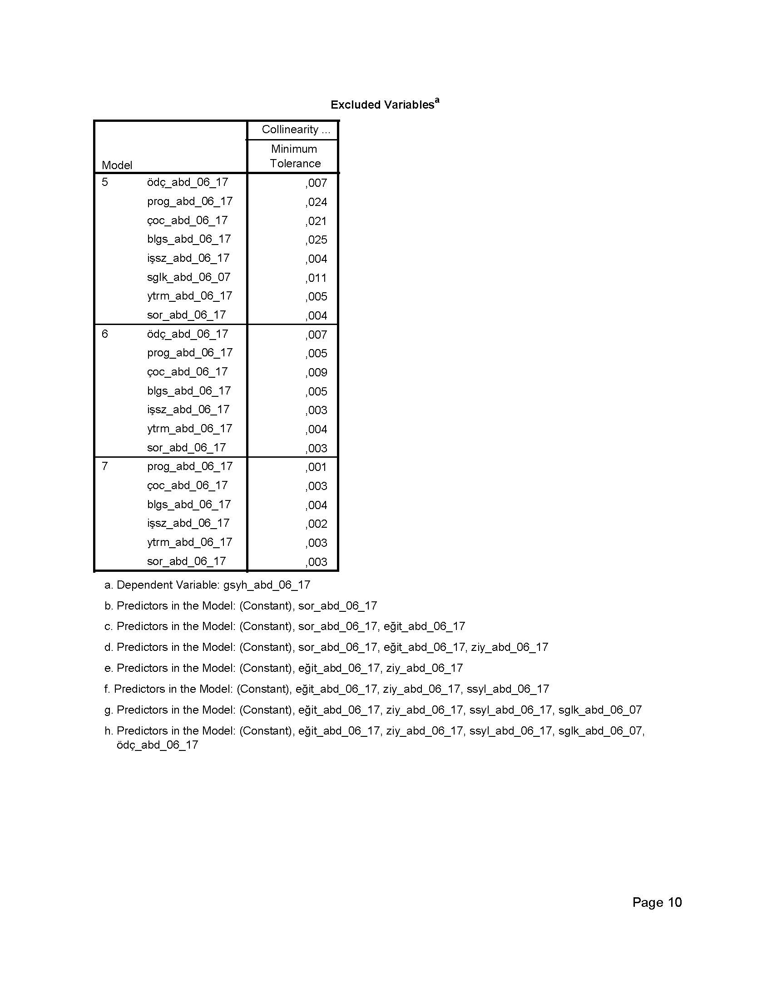 Excluded Variablesa
Collinearity ...
Model
Minimum
Tolerance
5 ödç_abd_06_17 ,007
prog_abd_06_17 ,024
çoc_abd_06_17 ,021
blgs_abd_06_17 ,025
işsz_abd_06_17 ,004
sglk_abd_06_07 ,011
ytrm_abd_06_17 ,005
sor_abd_06_17 ,004
6 ödç_abd_06_17 ,007
prog_abd_06_17 ,005
çoc_abd_06_17 ,009
blgs_abd_06_17 ,005
işsz_abd_06_17 ,003
ytrm_abd_06_17 ,004
sor_abd_06_17 ,003
7 prog_abd_06_17 ,001
çoc_abd_06_17 ,003
blgs_abd_06_17 ,004
işsz_abd_06_17 ,002
ytrm_abd_06_17 ,003
sor_abd_06_17 ,003
a. Dependent Variable: gsyh_abd_06_17
b. Predictors in the Model: (Constant), sor_abd_06_17
c. Predictors in the Model: (Constant), sor_abd_06_17, eğit_abd_06_17
d. Predictors in the Model: (Constant), sor_abd_06_17, eğit_abd_06_17, ziy_abd_06_17
e. Predictors in the Model: (Constant), eğit_abd_06_17, ziy_abd_06_17
f. Predictors in the Model: (Constant), eğit_abd_06_17, ziy_abd_06_17, ssyl_abd_06_17
g. Predictors in the Model: (Constant), eğit_abd_06_17, ziy_abd_06_17, ssyl_abd_06_17, sglk_abd_06_07
h. Predictors in the Model: (Constant), eğit_abd_06_17, ziy_abd_06_17, ssyl_abd_06_17, sglk_abd_06_07,
ödç_abd_06_17
Page 10